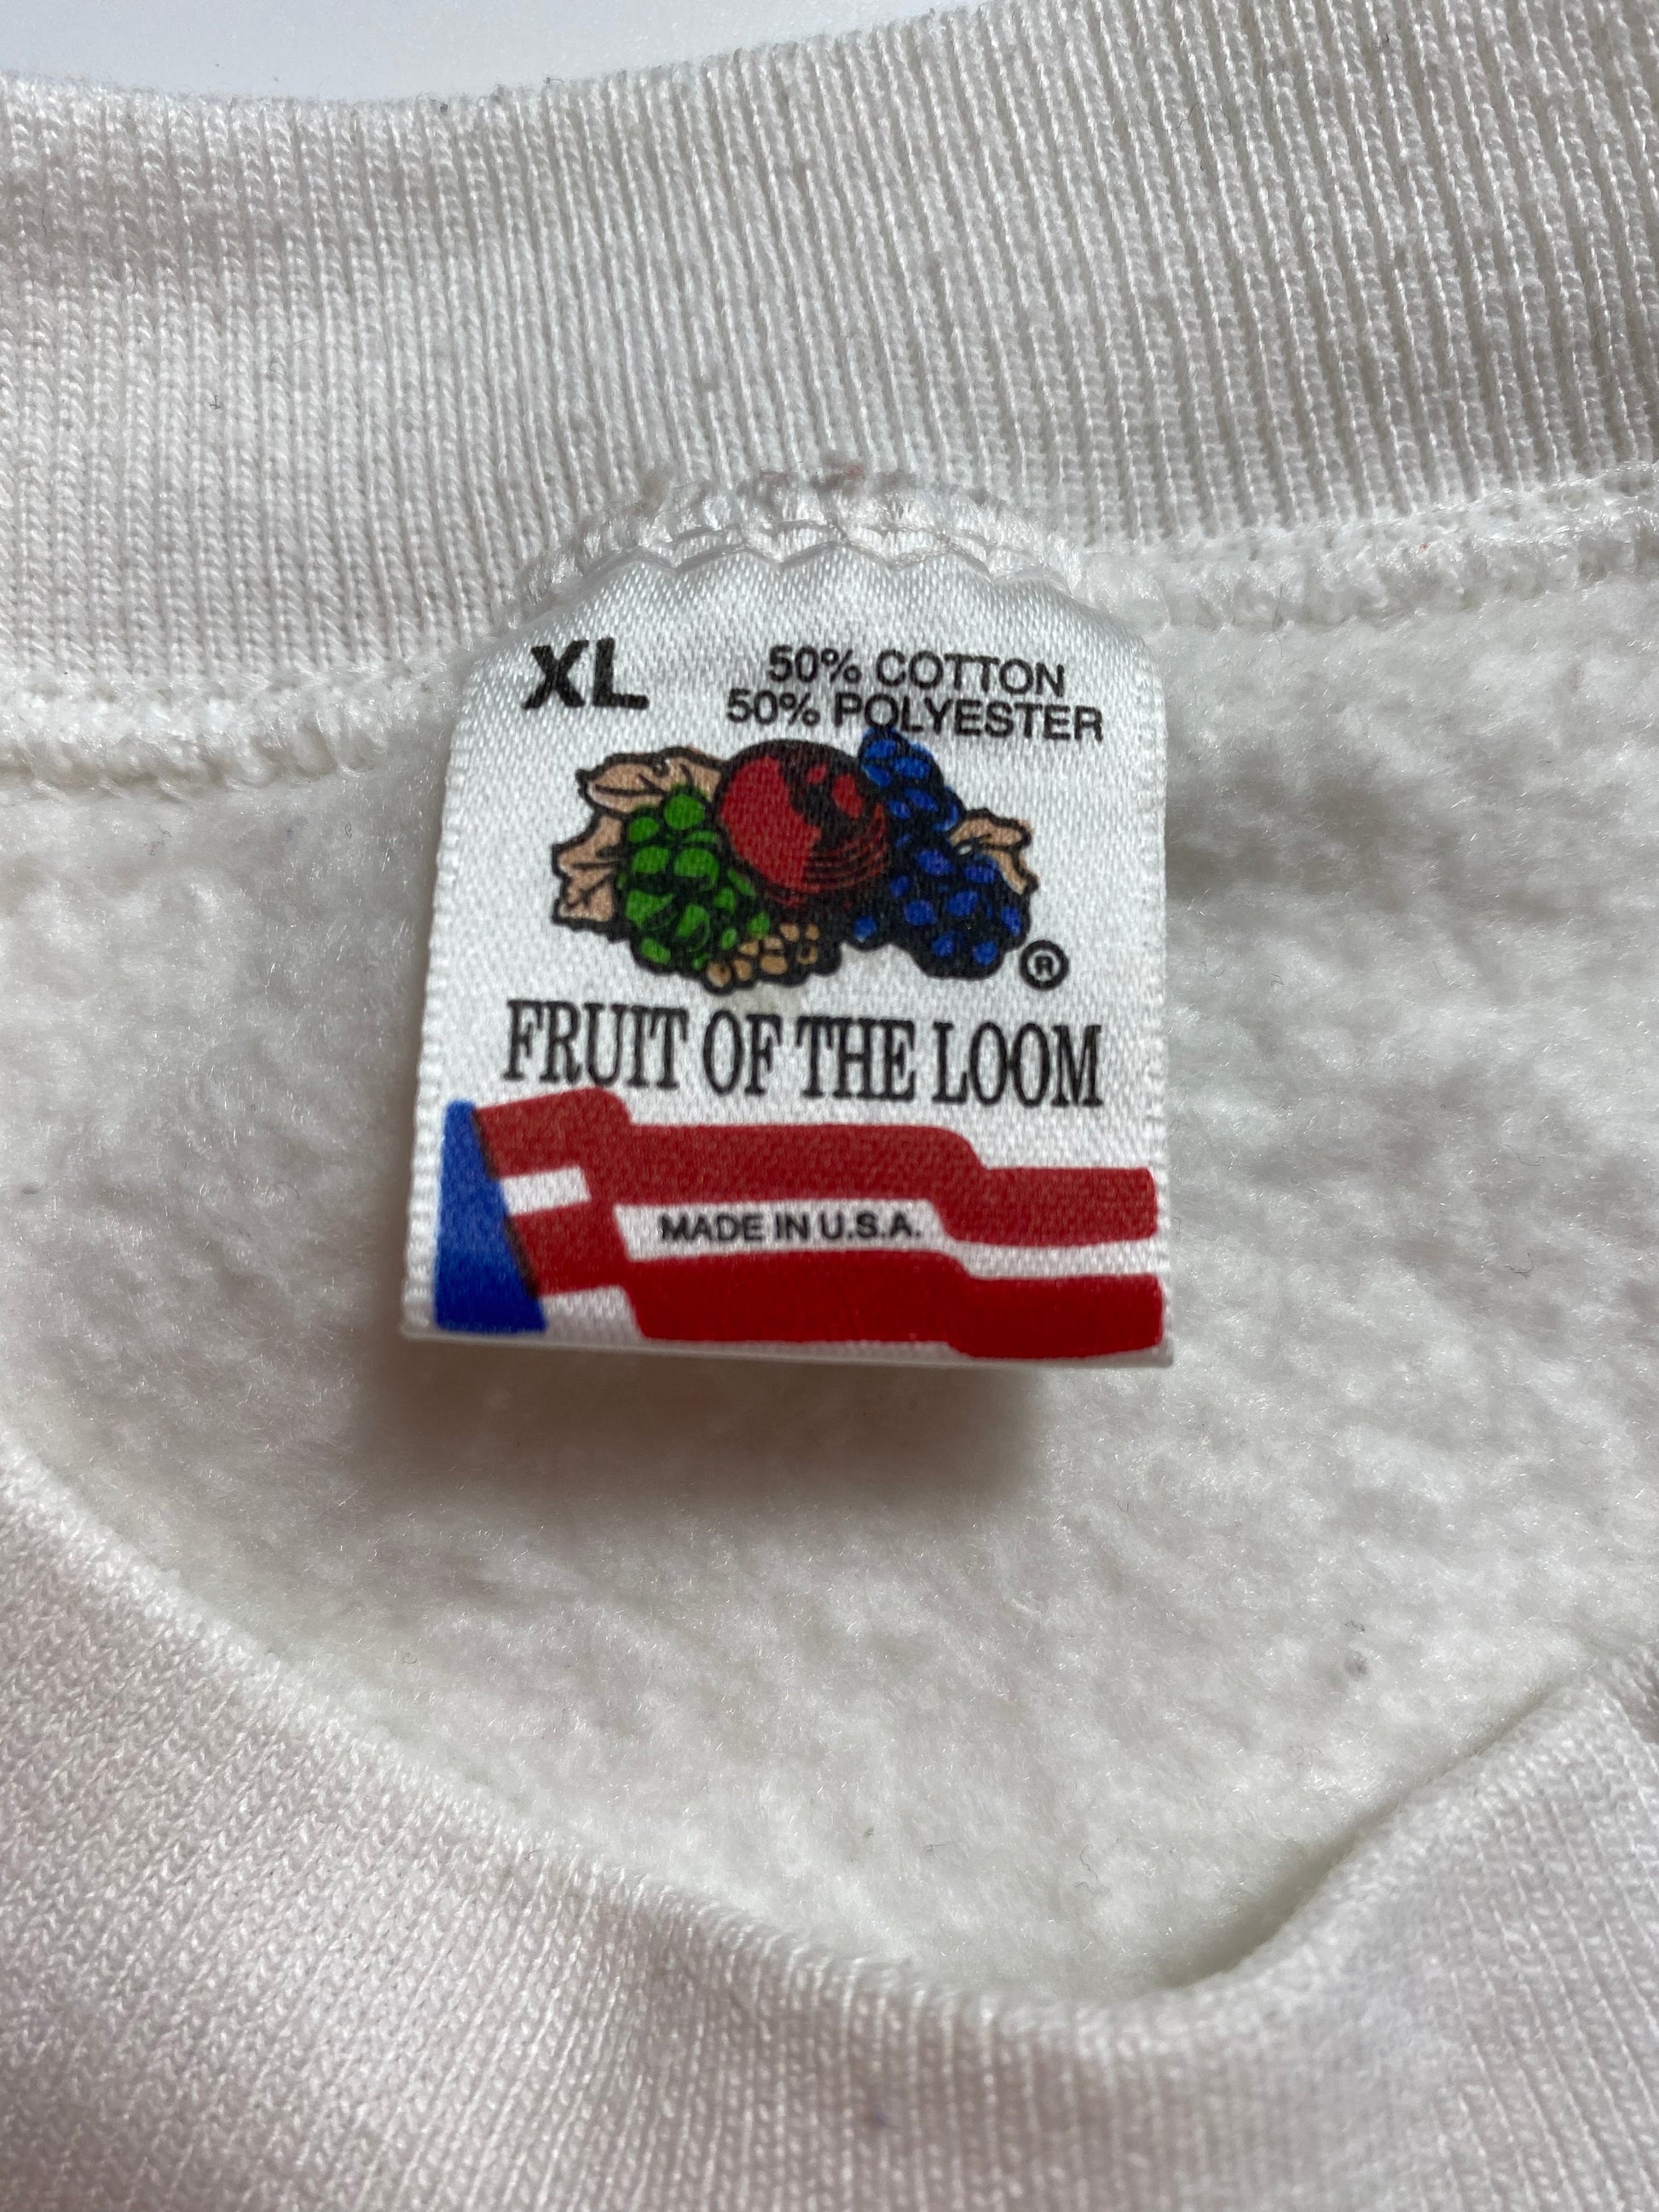 XL
50% COTTON
50% POLYESTER
®
FRUIT OF THE LOOM
MADE IN U.S.A.